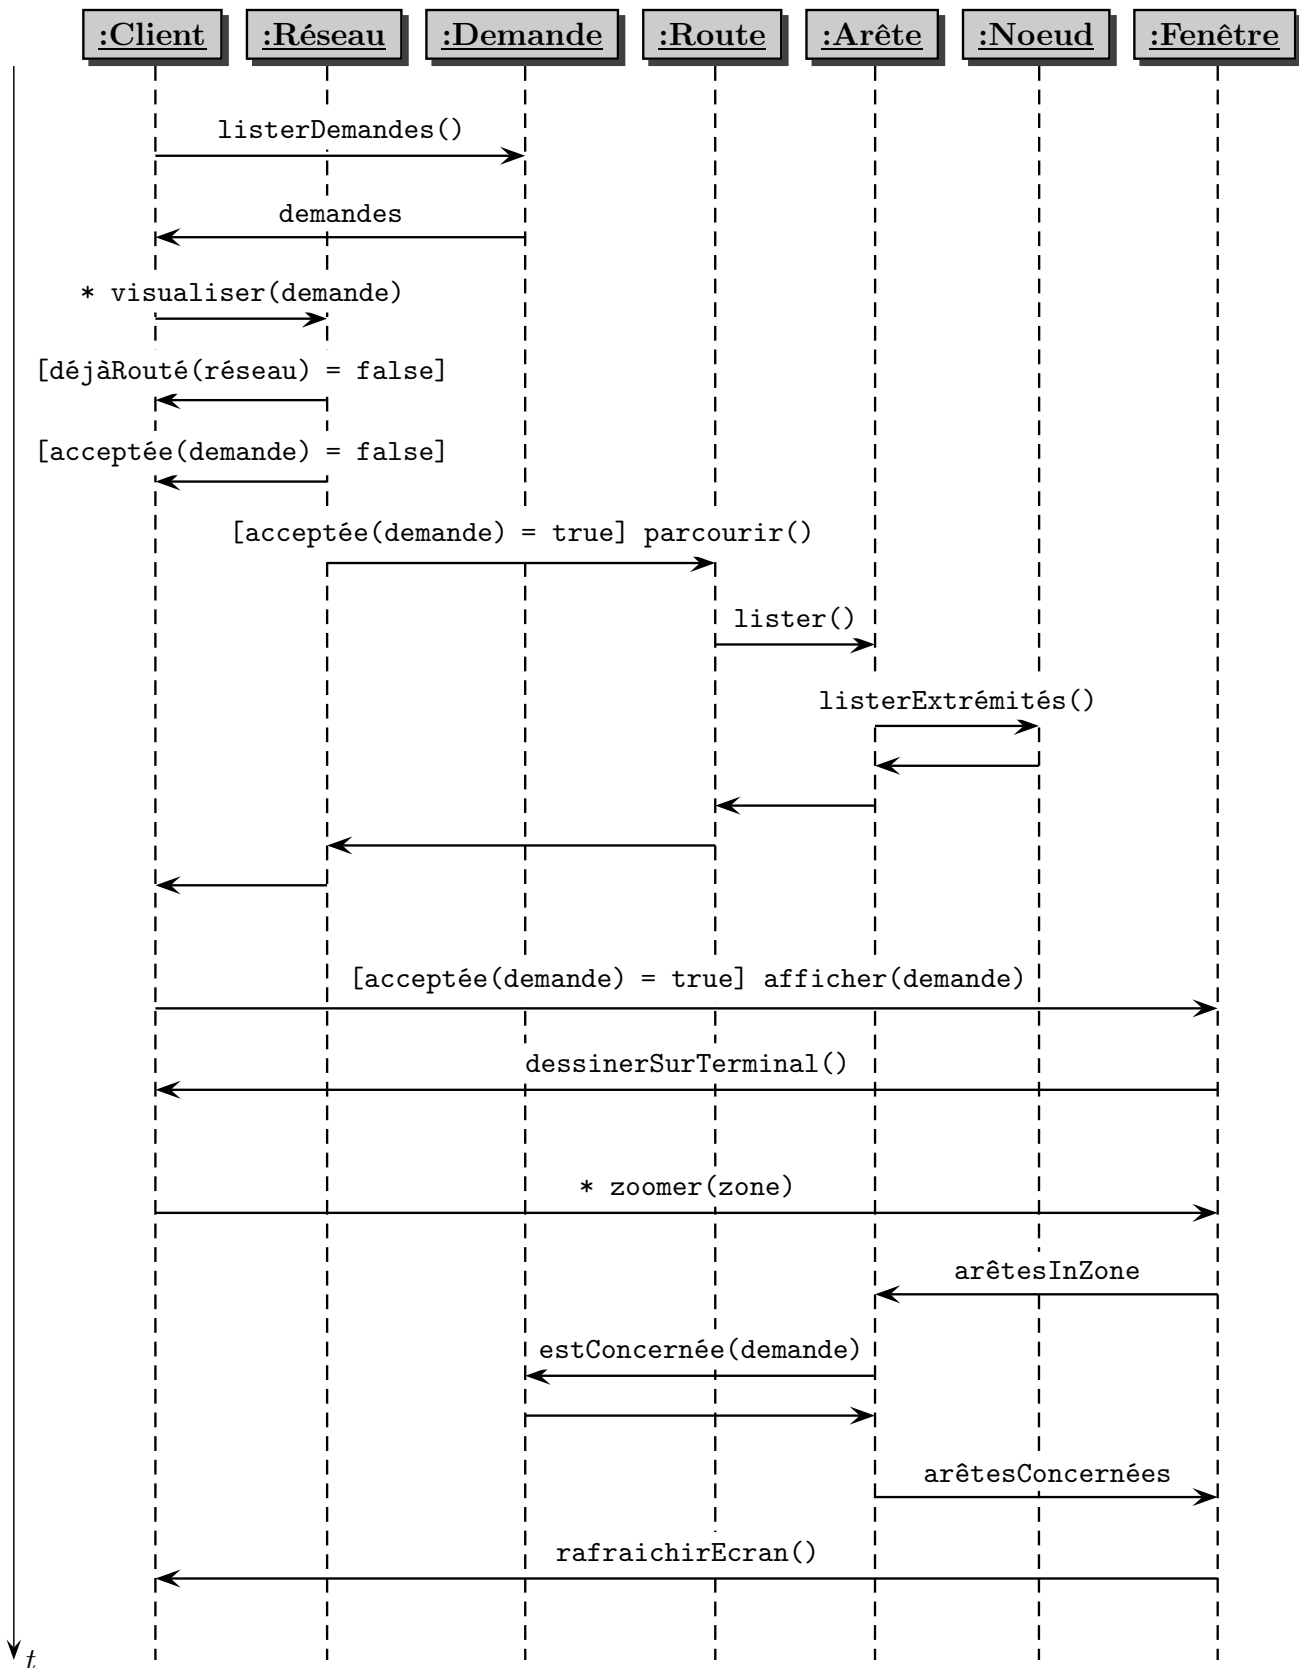 :Client :Réseau :Demande :Route :Arête :Noeud :Fenêtre
listerDemandes()
demandes
* visualiser(demande)
[déjàRouté(réseau) = false]
[acceptée(demande) = false]
[acceptée(demande) = true] parcourir()
lister()
listerExtrémités()
[acceptée(demande) = true] afficher(demande)
dessinerSurTerminal()
* zoomer(zone)
arêtesInZone
estConcernée(demande)
arêtesConcernées
rafraichirEcran()
t